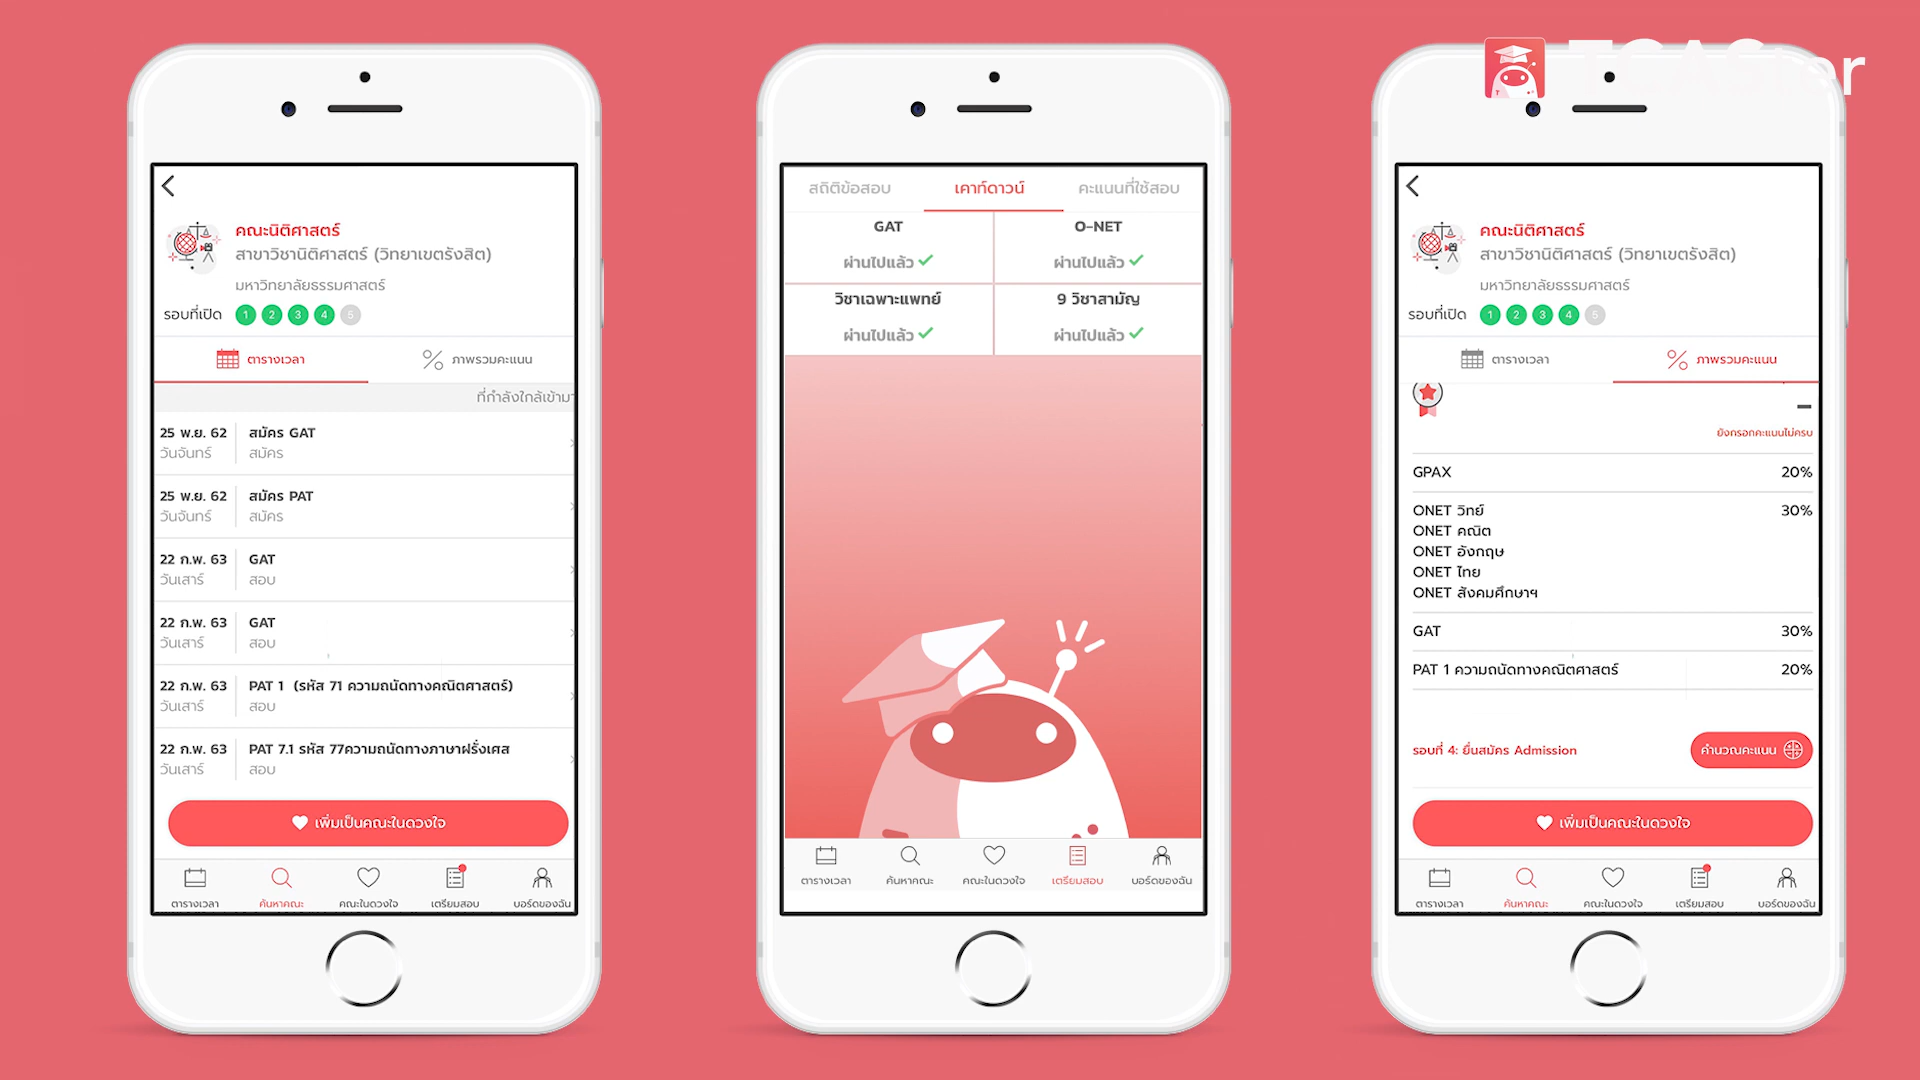 TCASter
คณะนิติศาสตร์
สาขาวิชานิติศาสตร์ (วิทยาเขตรังสิต)
มหาวิทยาลัยธรรมศาสตร์
รอบที่เปิด 1 2 3 4 5
ตารางเวลา ภาพรวมคะแนน
ที่กำลังใกล้เข้ามา
25 พ.ย. 62 สมัคร GAT
วันจันทร์ สมัคร
25 พ.ย. 62 สมัคร PAT
วันจันทร์ สมัคร
22 ก.พ. 63 GAT
วันเสาร์ สอบ
22 ก.พ. 63 GAT
วันเสาร์ สอบ
22 ก.พ. 63 PAT 1 (รหัส 71 ความถนัดทางคณิตศาสตร์)
วันเสาร์ สอบ
22 ก.พ. 63 PAT 7.1 รหัส 77ความถนัดทางภาษาฝรั่งเศส
วันเสาร์ สอบ
เพิ่มเป็นคณะในดวงใจ
ตารางเวลา ค้นหาคณะ คณะในดวงใจ เตรียมสอบ บอร์ดของฉัน
สถิติข้อสอบ เคาท์ดาวน์ คะแนนที่ใช้สอบ
GAT O-NET
ผ่านไปแล้ว ผ่านไปแล้ว
วิชาเฉพาะแพทย์ 9 วิชาสามัญ
ผ่านไปแล้ว ผ่านไปแล้ว
ตารางเวลา ค้นหาคณะ คณะในดวงใจ เตรียมสอบ บอร์ดของฉัน
คณะนิติศาสตร์
สาขาวิชานิติศาสตร์ (วิทยาเขตรังสิต)
มหาวิทยาลัยธรรมศาสตร์
รอบที่เปิด 1 2 3 4 5
ตารางเวลา ภาพรวมคะแนน
ยังกรอกคะแนนไม่ครบ
GPAX 20%
ONET วิทย์ 30%
ONET คณิต
ONET อังกฤษ
ONET ไทย
ONET สังคมศึกษาฯ
GAT 30%
PAT 1 ความถนัดทางคณิตศาสตร์ 20%
รอบที่ 4: ยื่นสมัคร Admission คำนวณคะแนน
เพิ่มเป็นคณะในดวงใจ
ตารางเวลา ค้นหาคณะ คณะในดวงใจ เตรียมสอบ บอร์ดของฉัน